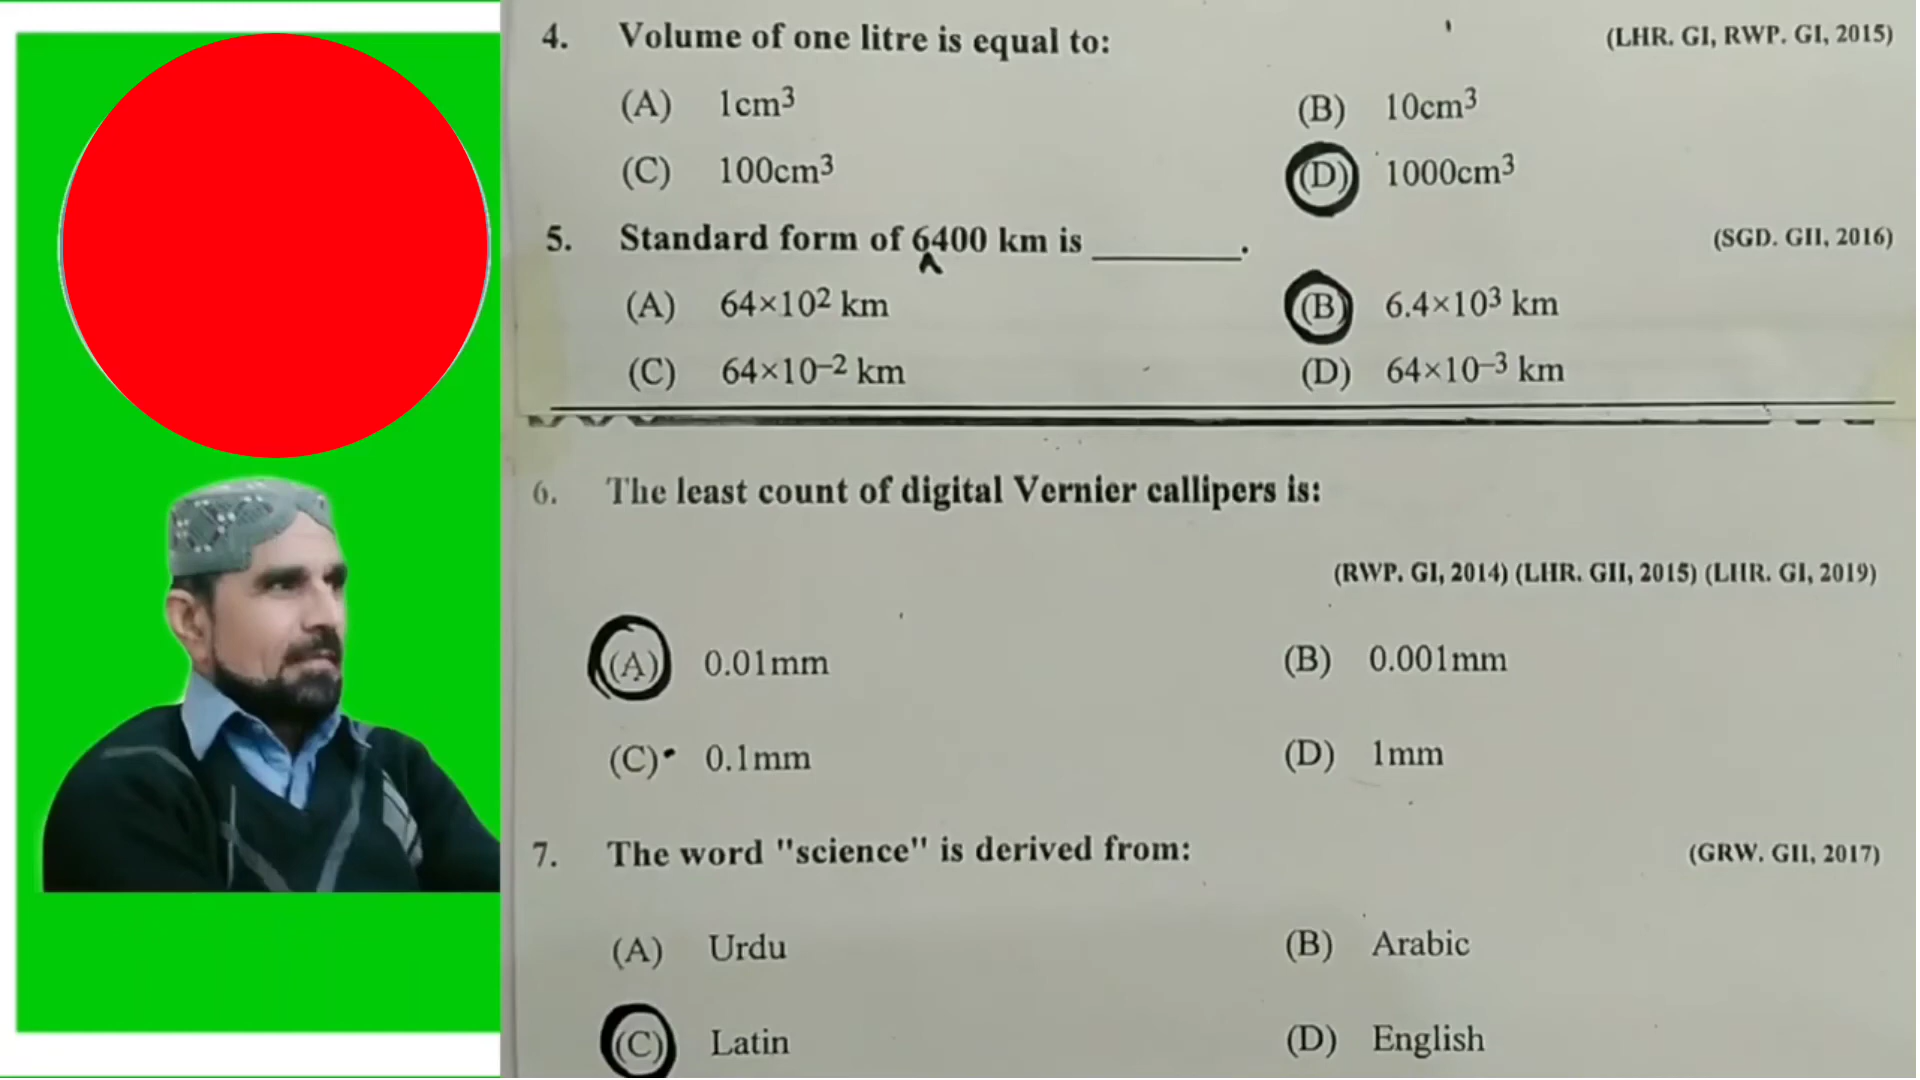 4. Volume of one litre is equal to: (LHR. GI, RWP. GI, 2015)
(A) 1cm³ (B) 10cm³
(C) 100cm³ (D) 1000cm³
5. Standard form of 6400 km is ________. (SGD. GII, 2016)
(A) 64×10² km (B) 6.4×10³ km
(C) 64×10⁻² km (D) 64×10⁻³ km
6. The least count of digital Vernier callipers is:
(RWP. GI, 2014) (LHR. GII, 2015) (LHR. GI, 2019)
(A) 0.01mm (B) 0.001mm
(C) 0.1mm (D) 1mm
7. The word "science" is derived from: (GRW. GII, 2017)
(A) Urdu (B) Arabic
(C) Latin (D) English